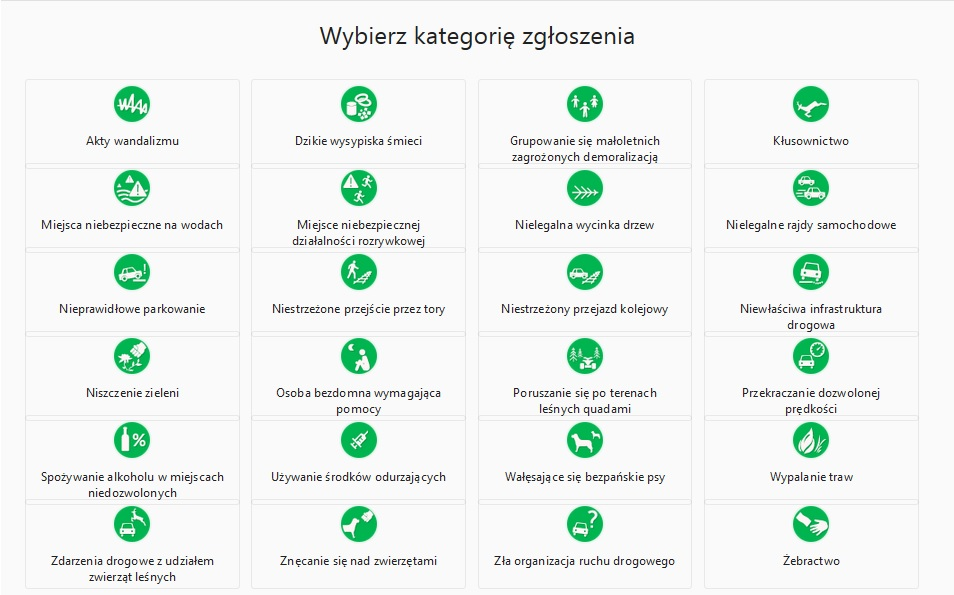 Wybierz kategorię zgłoszenia
Akty wandalizmu
Dzikie wysypiska śmieci
Grupowanie się małoletnich
zagrożonych demoralizacją
Kłusownictwo
Miejsca niebezpieczne na wodach
Miejsce niebezpiecznej
działalności rozrywkowej
Nielegalna wycinka drzew
Nielegalne rajdy samochodowe
Nieprawidłowe parkowanie
Niestrzeżone przejście przez tory
Niestrzeżony przejazd kolejowy
Niewłaściwa infrastruktura
drogowa
Niszczenie zieleni
Osoba bezdomna wymagająca
pomocy
Poruszanie się po terenach
leśnych quadami
Przekraczanie dozwolonej
prędkości
%
Spożywanie alkoholu w miejscach
niedozwolonych
Używanie środków odurzających
Wałęsające się bezpańskie psy
Wypalanie traw
Zdarzenia drogowe z udziałem
zwierząt leśnych
Znęcanie się nad zwierzętami
?
Zła organizacja ruchu drogowego
Żebractwo